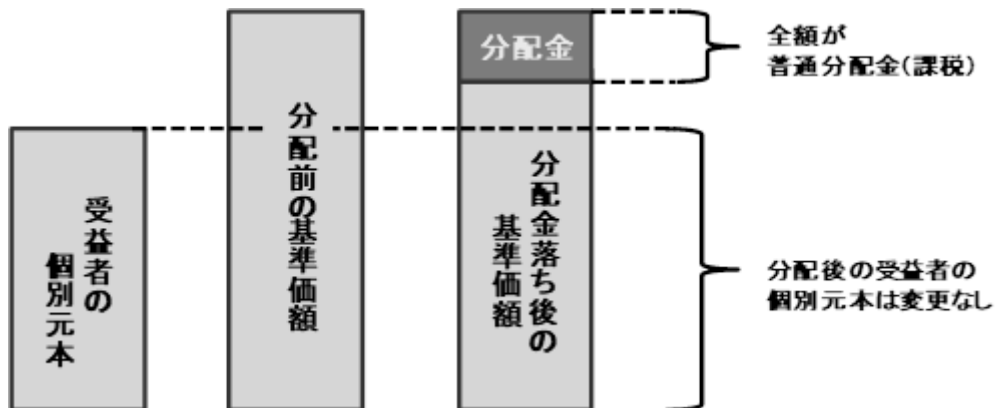 受益者の
個別元本
分配前の基準価額
分配金
分配金落ち後の
基準価額
全額が
普通分配金(課税)
分配後の受益者の
個別元本は変更なし